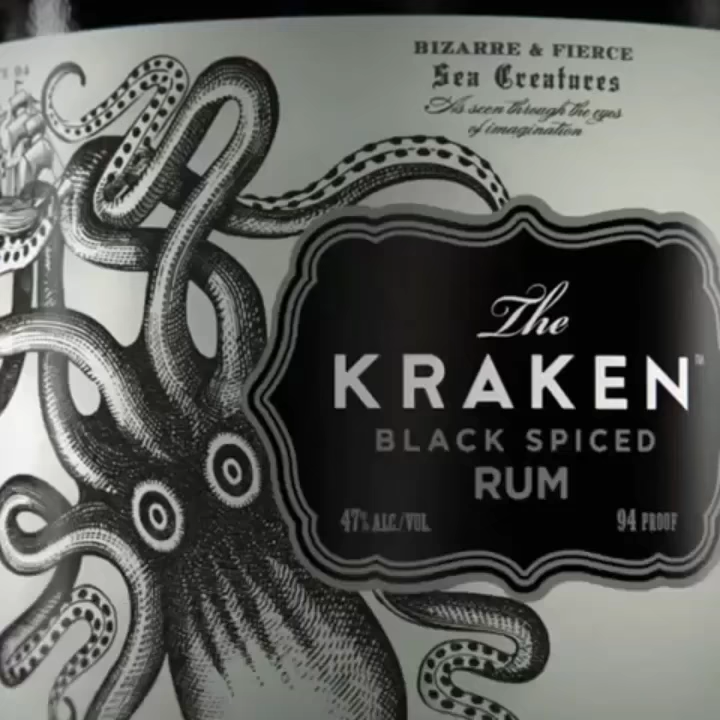 BIZARRE & FIERCE
Sea Creatures
As seen through the eyes
of imagination
The
KRAKEN™
BLACK SPICED
RUM
47% ALC./VOL. 94 PROOF